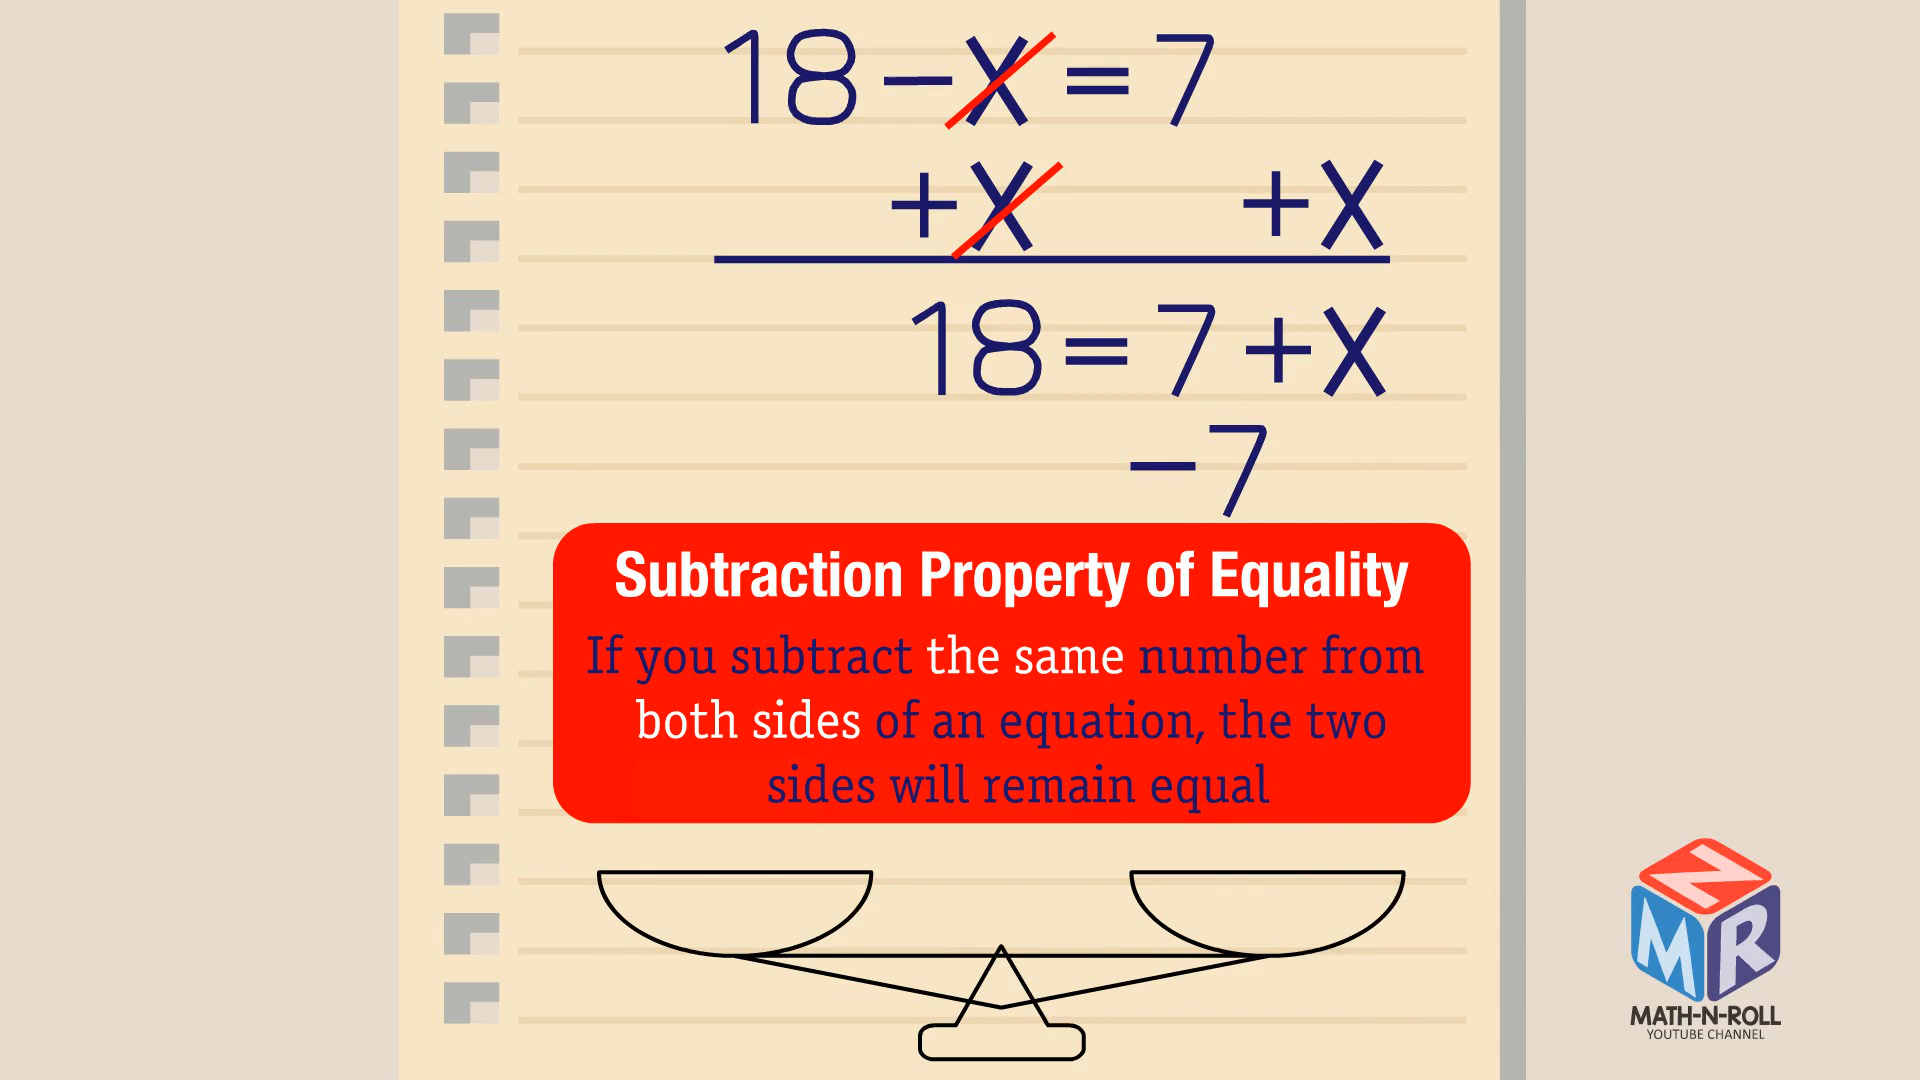 18 – X = 7
+ X + X
18 = 7 + X
– 7
Subtraction Property of Equality
If you subtract the same number from
both sides of an equation, the two
sides will remain equal
Z
M R
MATH-N-ROLL
YOUTUBE CHANNEL